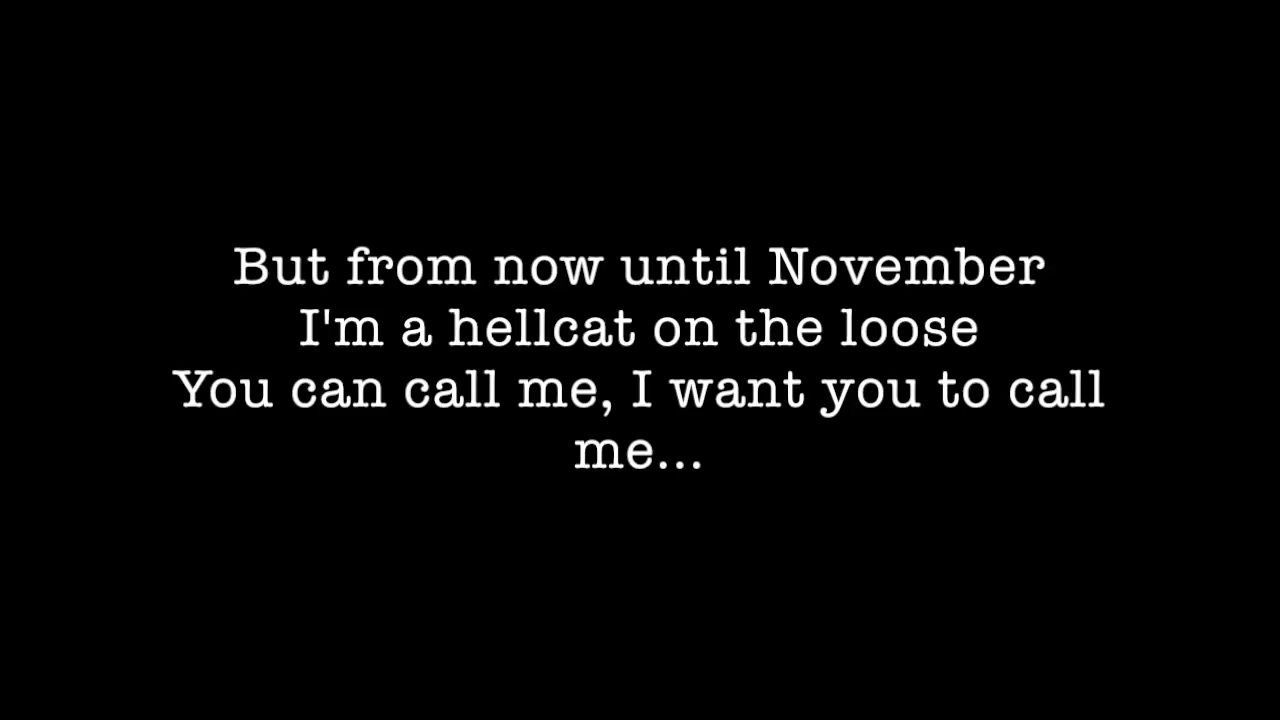 But from now until November
I'm a hellcat on the loose
You can call me, I want you to call
me...